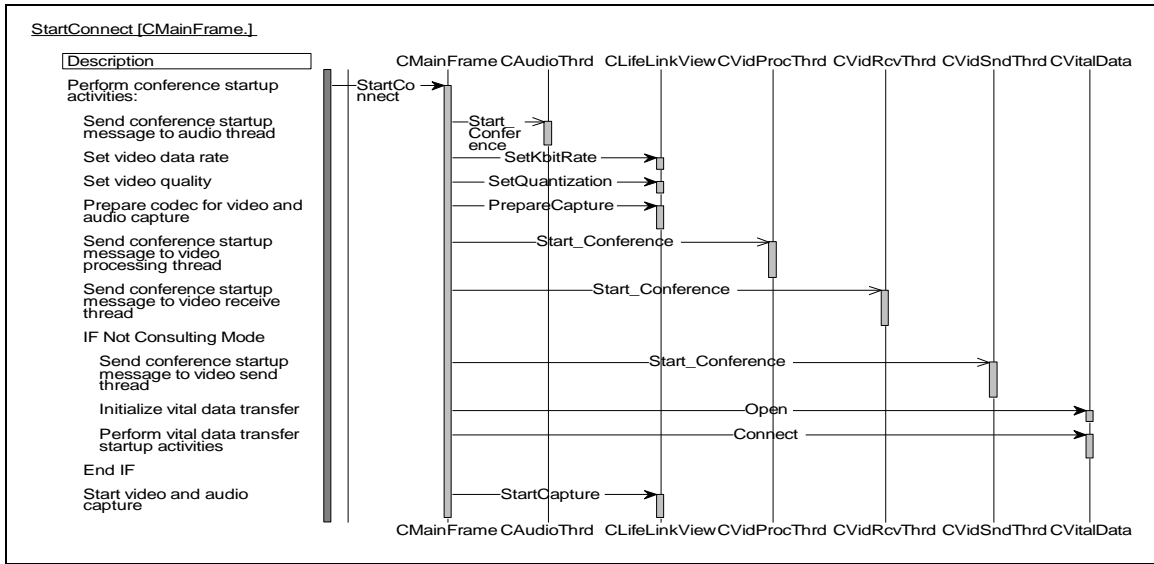 StartConnect [CMainFrame.]
Description
CMainFrame CAudioThrd CLifeLinkView CVidProcThrd CVidRcvThrd CVidSndThrd CVitalData
Perform conference startup
activities:
StartCo
nnect
Send conference startup
message to audio thread
Start_
Confer
ence
Set video data rate
SetKbitRate
Set video quality
SetQuantization
Prepare codec for video and
audio capture
PrepareCapture
Send conference startup
message to video
processing thread
Start_Conference
Send conference startup
message to video receive
thread
Start_Conference
IF Not Consulting Mode
Send conference startup
message to video send
thread
Start_Conference
Initialize vital data transfer
Open
Perform vital data transfer
startup activities
Connect
End IF
Start video and audio
capture
StartCapture
CMainFrame CAudioThrd CLifeLinkView CVidProcThrd CVidRcvThrd CVidSndThrd CVitalData